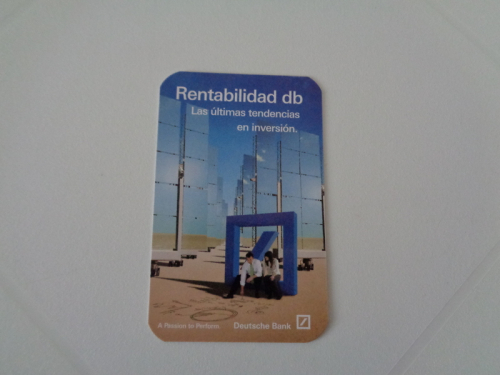 Rentabilidad db
Las últimas tendencias
en inversión.
A Passion to Perform.
Deutsche Bank